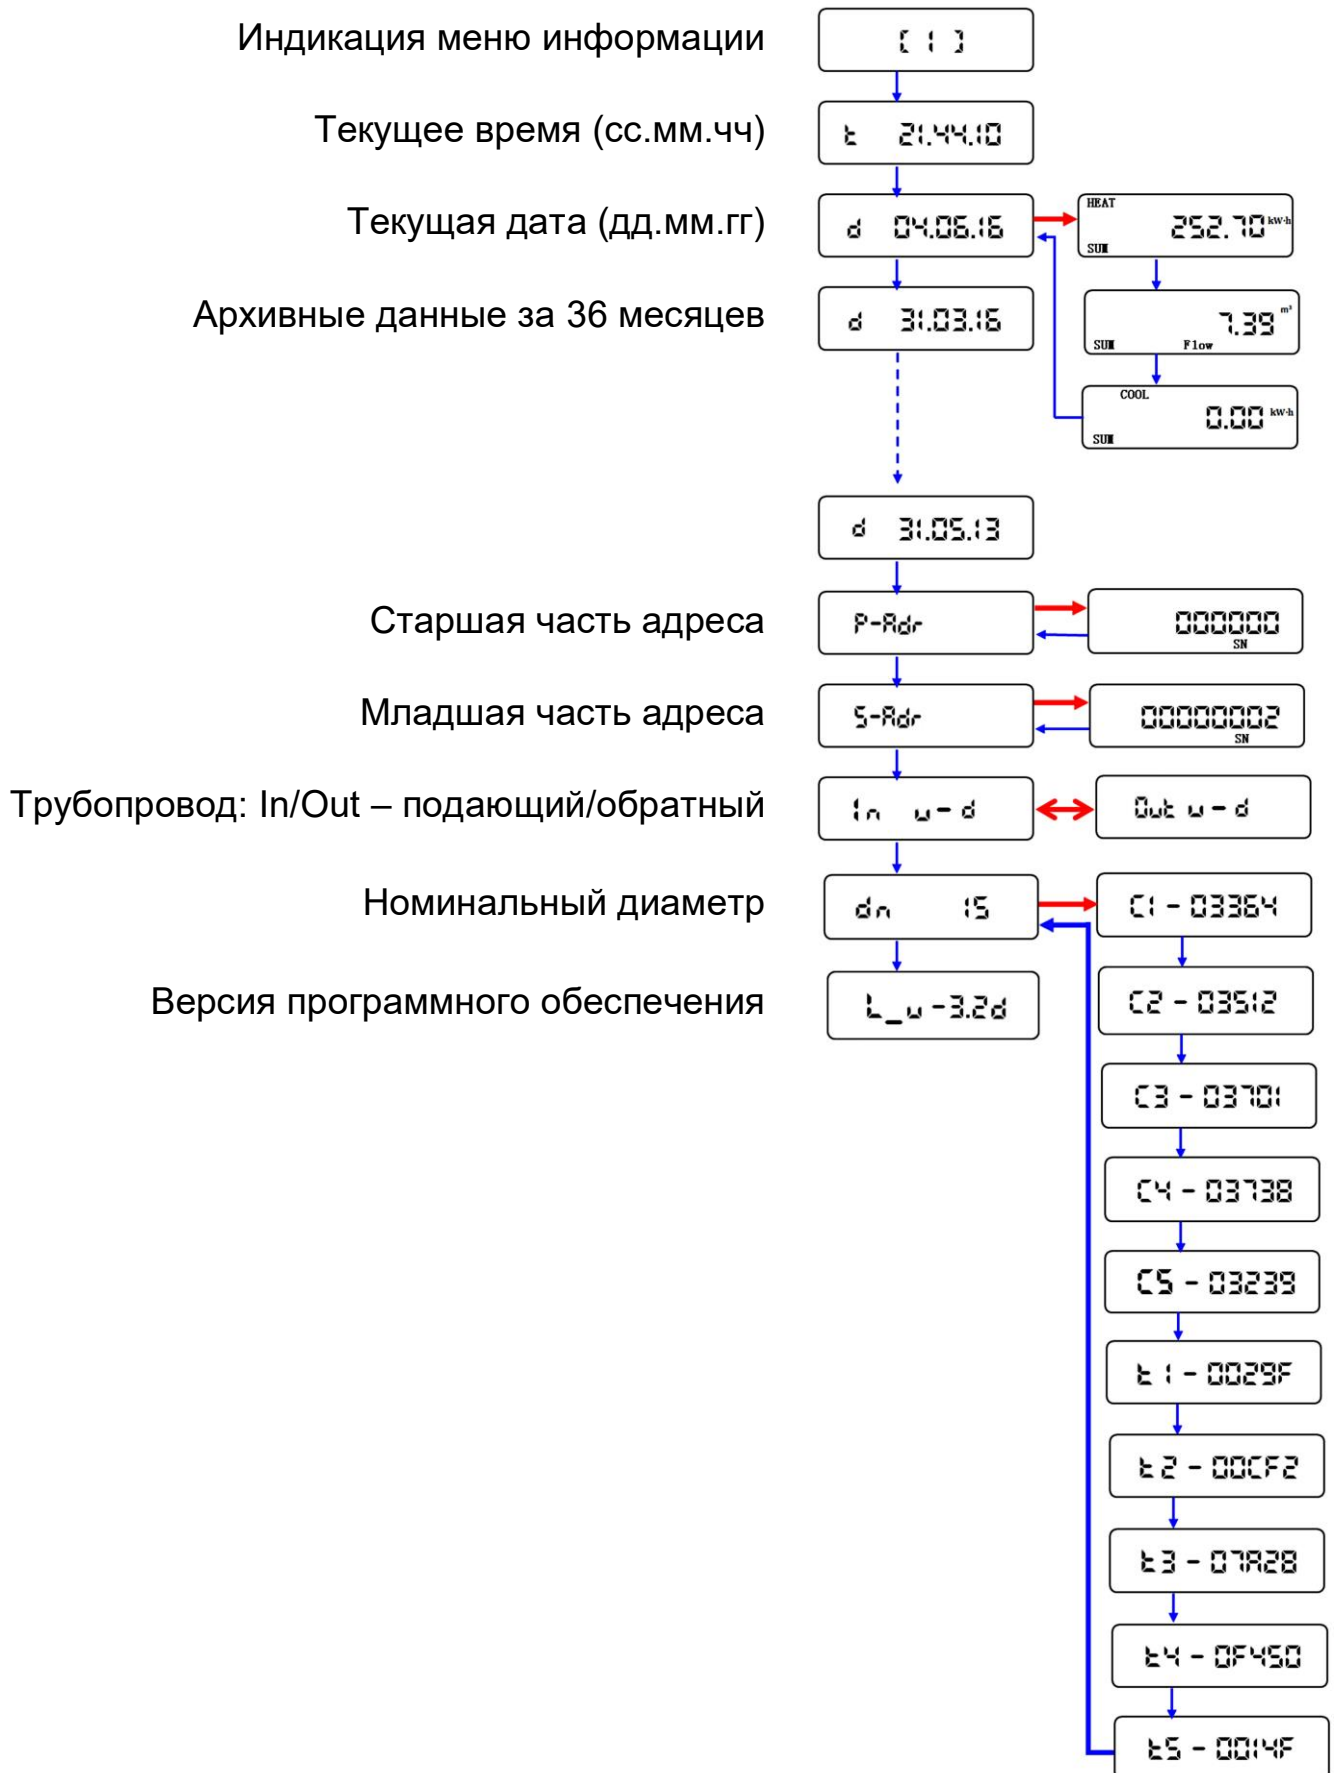 Индикация меню информации
[ 1 ]
Текущее время (сс.мм.чч)
t 21.44.10
Текущая дата (дд.мм.гг)
d 04.06.16
HEAT
252.70 kW·h
SUM
Архивные данные за 36 месяцев
d 31.03.16
7.39 m³
SUM Flow
COOL
0.00 kW·h
SUM
d 31.05.13
Старшая часть адреса
P-Adr
000000
SN
Младшая часть адреса
S-Adr
00000002
SN
Трубопровод: In/Out – подающий/обратный
In u-d
Out u-d
Номинальный диаметр
dn 15
C1 - 03364
Версия программного обеспечения
L_u-3.2d
C2 - 03512
C3 - 03701
C4 - 03738
C5 - 03239
t1 - 0029F
t2 - 00CF2
t3 - 07A28
t4 - 0F450
t5 - 0014F